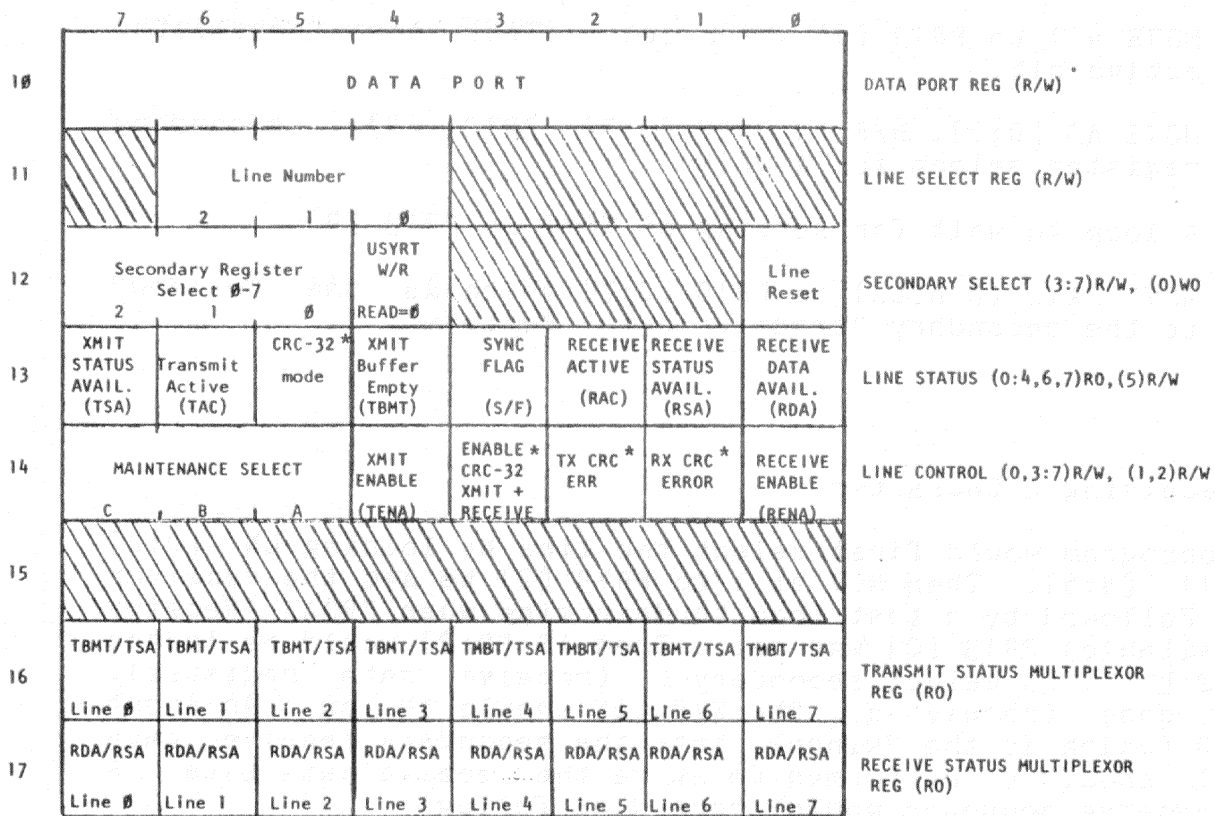 7 6 5 4 3 2 1 Ø
1Ø DATA PORT DATA PORT REG (R/W)
11 Line Number LINE SELECT REG (R/W)
2 1 Ø
12 Secondary Register Select Ø-7 USYRT W/R Line Reset SECONDARY SELECT (3:7)R/W, (0)WO
2 1 Ø READ=Ø
13 XMIT STATUS AVAIL. (TSA) Transmit Active (TAC) CRC-32 * mode XMIT Buffer Empty (TBMT) SYNC FLAG (S/F) RECEIVE ACTIVE (RAC) RECEIVE STATUS AVAIL. (RSA) RECEIVE DATA AVAIL. (RDA) LINE STATUS (0:4,6,7)RO,(5)R/W
14 MAINTENANCE SELECT XMIT ENABLE (TENA) ENABLE * CRC-32 XMIT + RECEIVE TX CRC * ERR RX CRC * ERROR RECEIVE ENABLE (RENA) LINE CONTROL (0,3:7)R/W, (1,2)R/W
C B A
15
16 TBMT/TSA TBMT/TSA TBMT/TSA TBMT/TSA TMBT/TSA TMBT/TSA TBMT/TSA TMBT/TSA TRANSMIT STATUS MULTIPLEXOR REG (RO)
Line Ø Line 1 Line 2 Line 3 Line 4 Line 5 Line 6 Line 7
17 RDA/RSA RDA/RSA RDA/RSA RDA/RSA RDA/RSA RDA/RSA RDA/RSA RDA/RSA RECEIVE STATUS MULTIPLEXOR REG (RO)
Line Ø Line 1 Line 2 Line 3 Line 4 Line 5 Line 6 Line 7